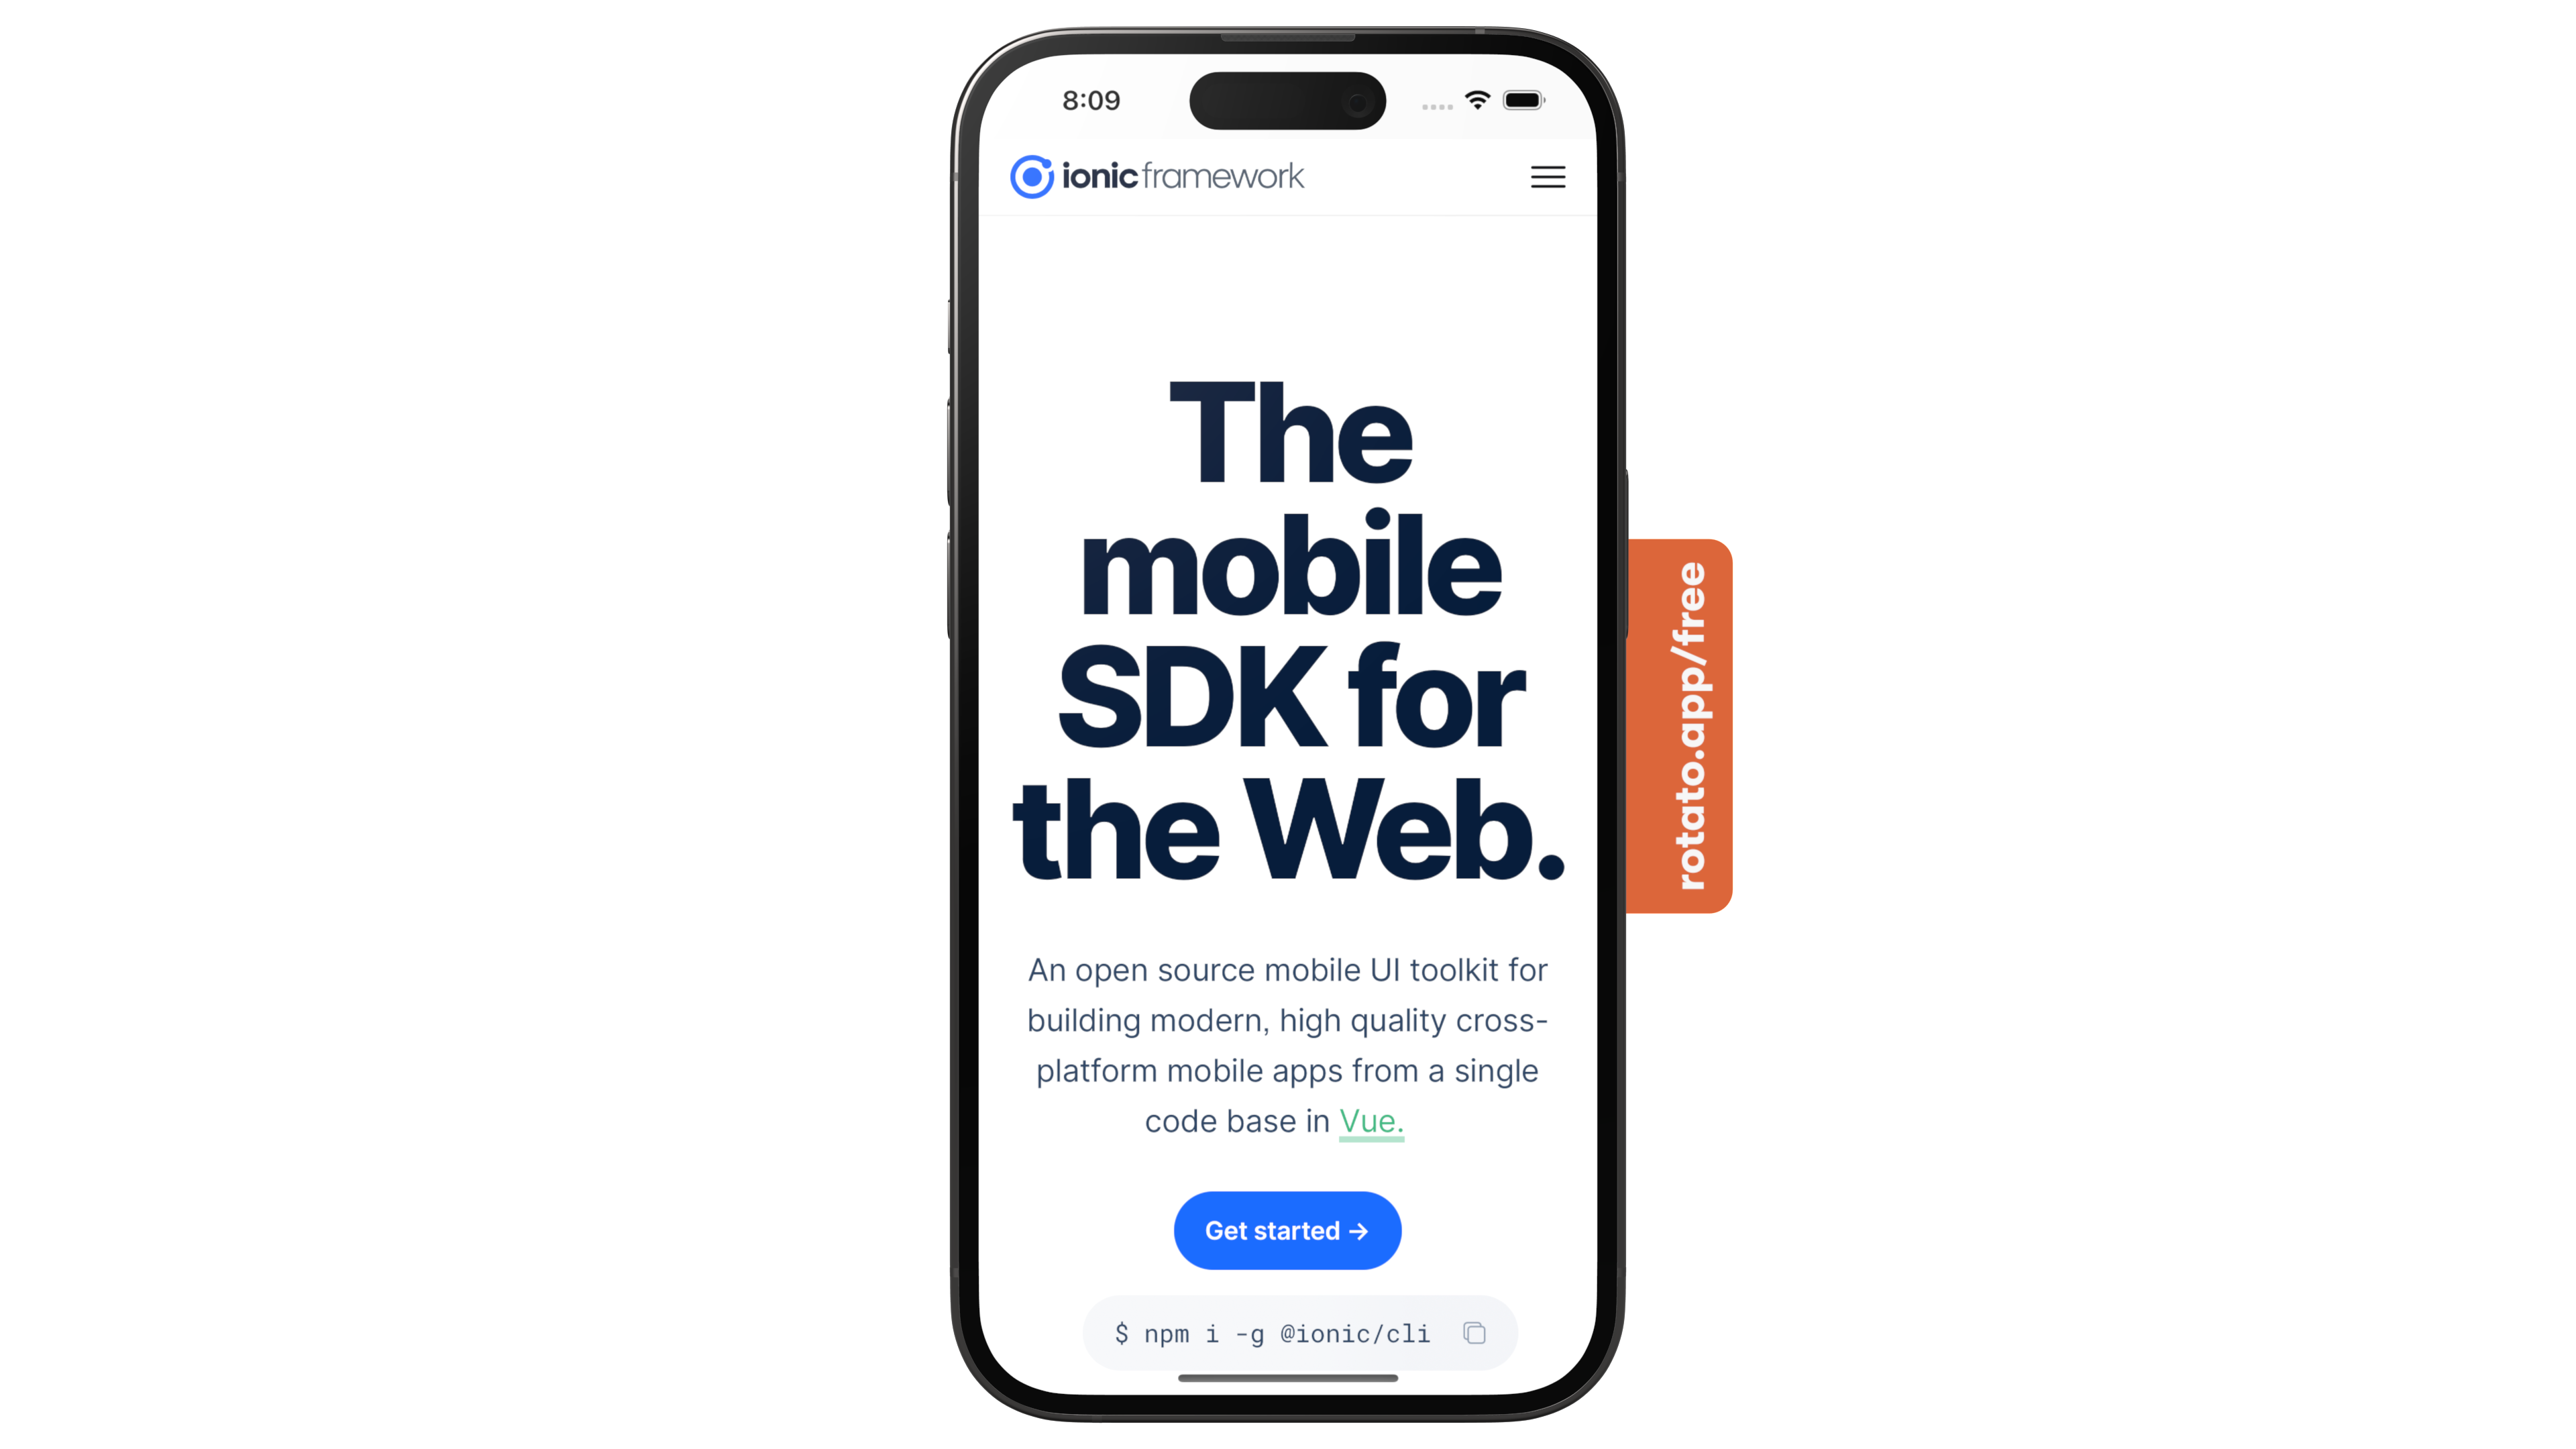 8:09
ionic framework
The
mobile
SDK for
the Web.
An open source mobile UI toolkit for
building modern, high quality cross-
platform mobile apps from a single
code base in Vue.
Get started →
$ npm i -g @ionic/cli
rotato.app/free